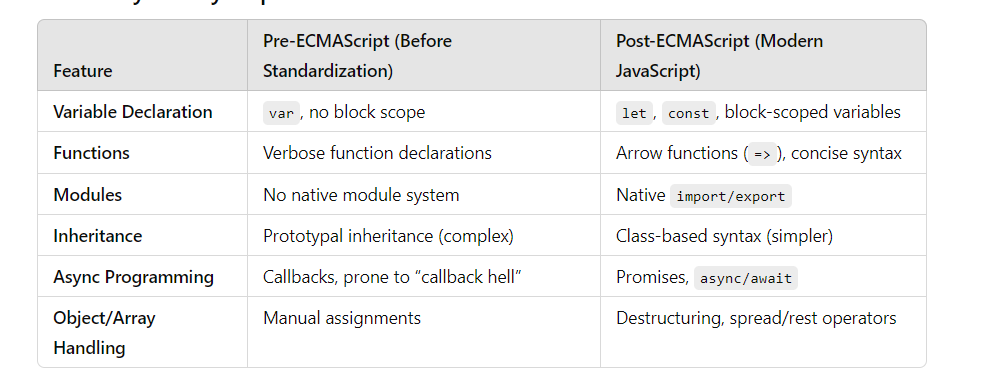 Feature
Pre-ECMAScript (Before
Standardization)
Post-ECMAScript (Modern
JavaScript)
Variable Declaration
var , no block scope
let , const , block-scoped variables
Functions
Verbose function declarations
Arrow functions ( => ), concise syntax
Modules
No native module system
Native import/export
Inheritance
Prototypal inheritance (complex)
Class-based syntax (simpler)
Async Programming
Callbacks, prone to “callback hell”
Promises, async/await
Object/Array
Handling
Manual assignments
Destructuring, spread/rest operators